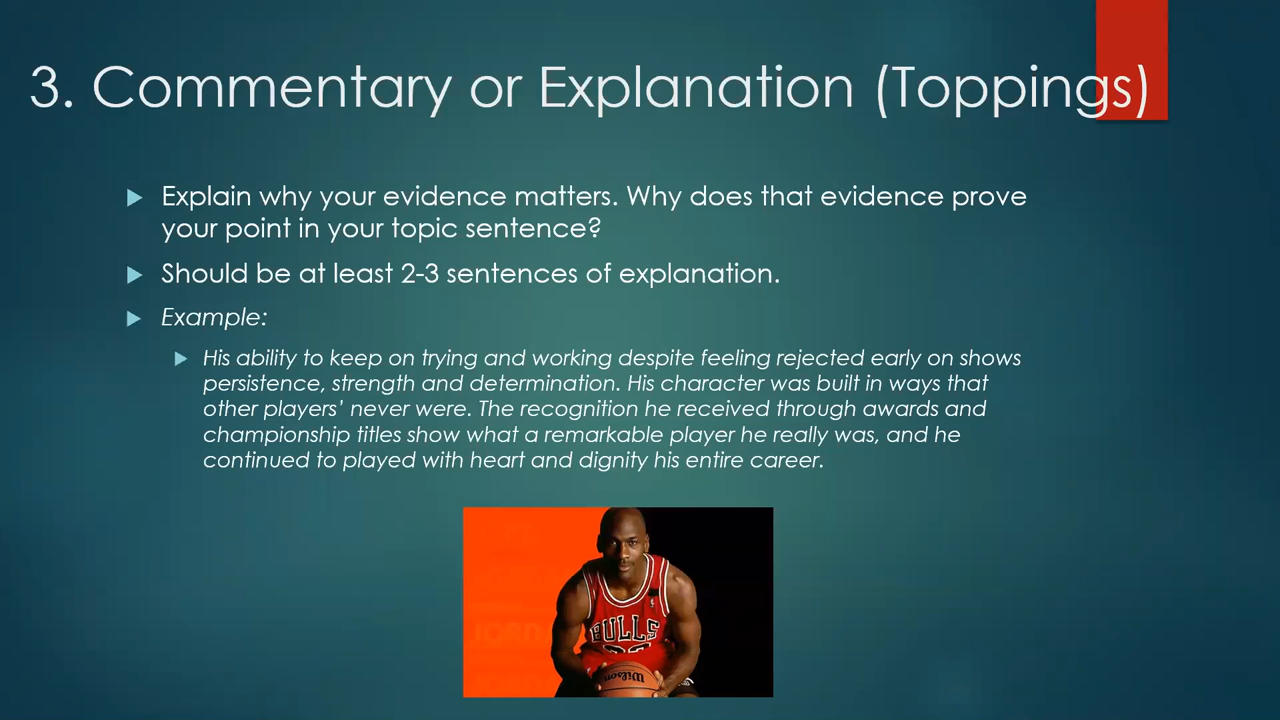 3. Commentary or Explanation (Toppings)
Explain why your evidence matters. Why does that evidence prove
your point in your topic sentence?
Should be at least 2-3 sentences of explanation.
Example:
His ability to keep on trying and working despite feeling rejected early on shows
persistence, strength and determination. His character was built in ways that
other players’ never were. The recognition he received through awards and
championship titles show what a remarkable player he really was, and he
continued to played with heart and dignity his entire career.
BULLS
Wilson